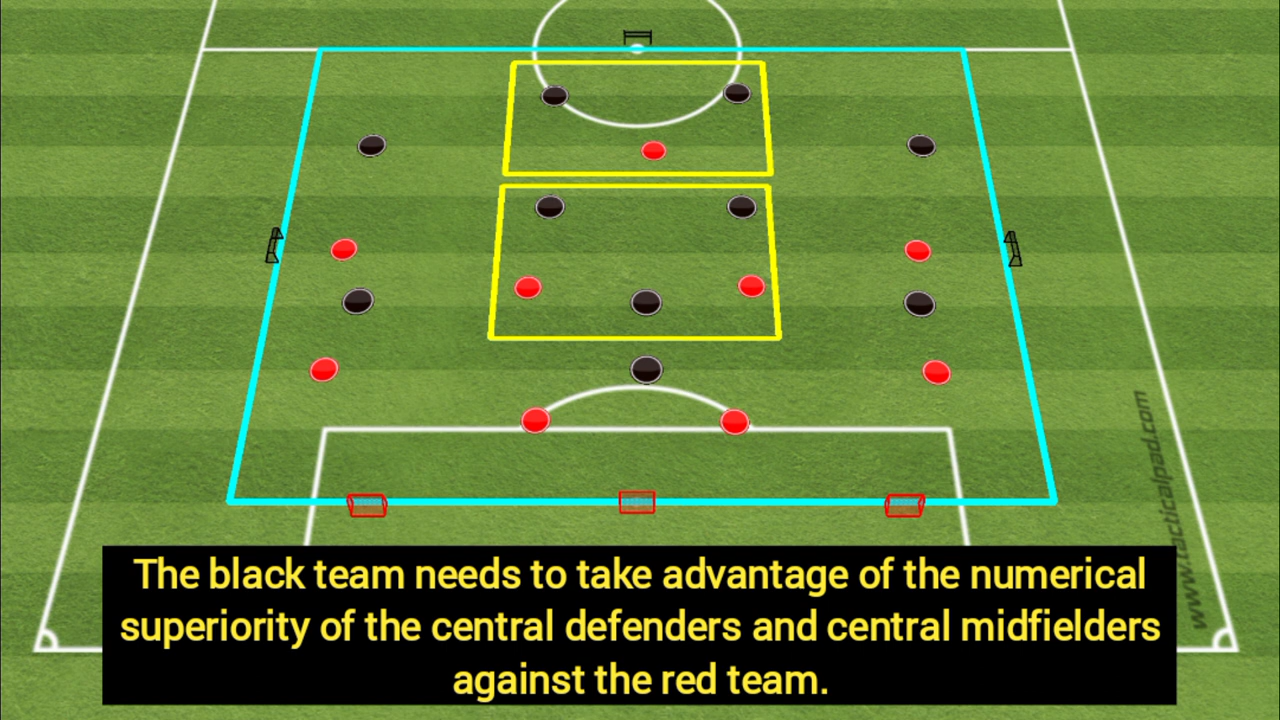 www.tacticalpad.com
The black team needs to take advantage of the numerical
superiority of the central defenders and central midfielders
against the red team.